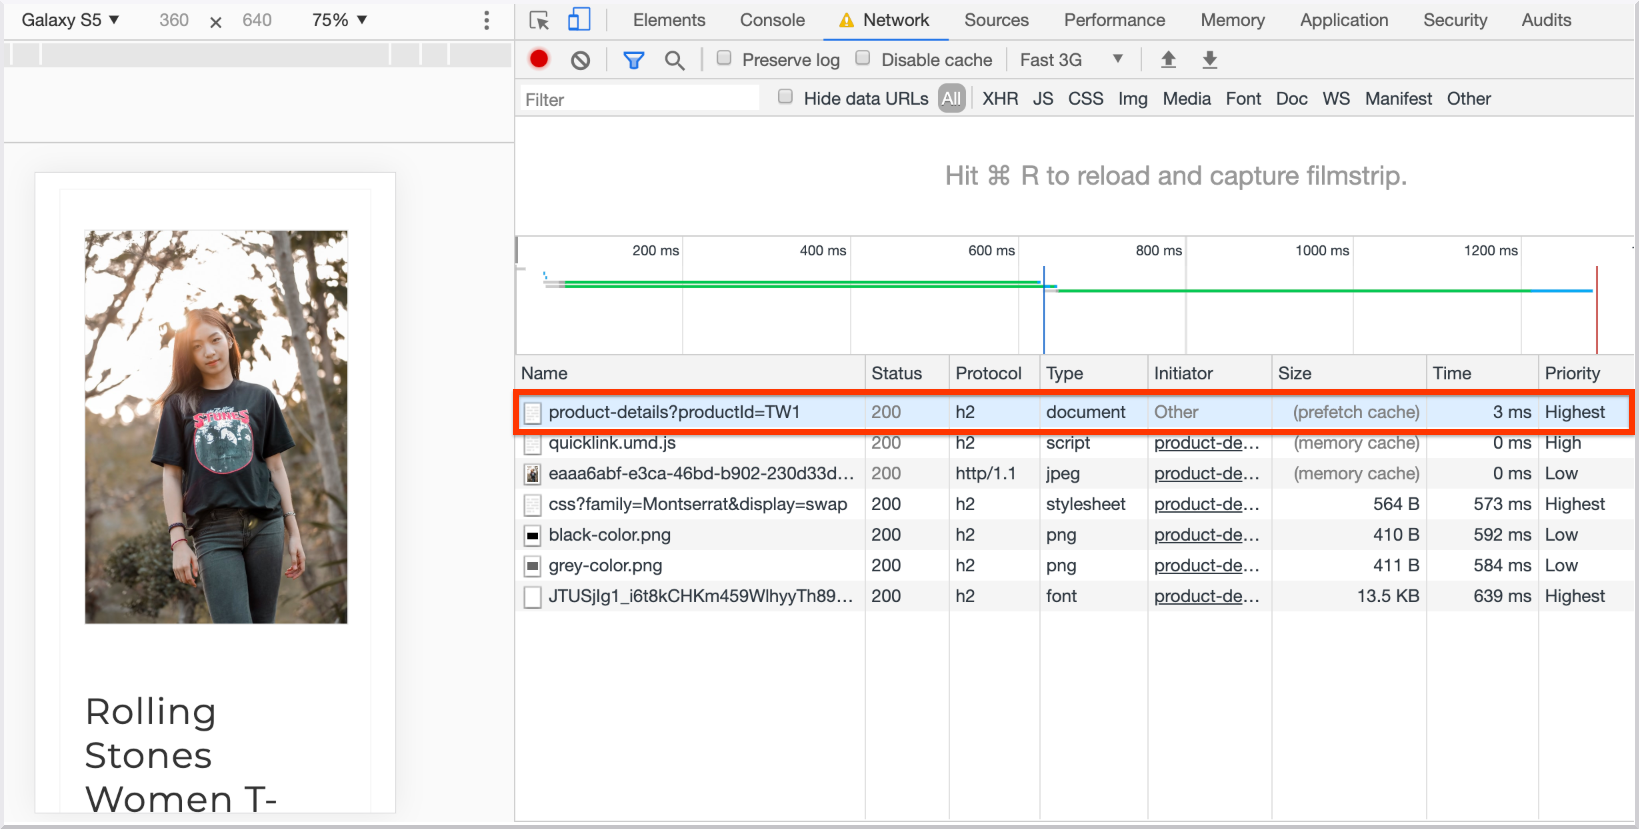 Galaxy S5 ▼ 360 × 640 75% ▼
Elements Console Network Sources Performance Memory Application Security Audits
Preserve log Disable cache Fast 3G ▼
Filter Hide data URLs All XHR JS CSS Img Media Font Doc WS Manifest Other
Hit ⌘ R to reload and capture filmstrip.
200 ms 400 ms 600 ms 800 ms 1000 ms 1200 ms
Name Status Protocol Type Initiator Size Time Priority
product-details?productId=TW1 200 h2 document Other (prefetch cache) 3 ms Highest
quicklink.umd.js 200 h2 script product-de… (memory cache) 0 ms High
eaaa6abf-e3ca-46bd-b902-230d33d… 200 http/1.1 jpeg product-de… (memory cache) 0 ms Low
css?family=Montserrat&display=swap 200 h2 stylesheet product-de… 564 B 573 ms Highest
black-color.png 200 h2 png product-de… 410 B 592 ms Low
grey-color.png 200 h2 png product-de… 411 B 584 ms Low
JTUSjIg1_i6t8kCHKm459WlhyyTh89… 200 h2 font product-de… 13.5 KB 639 ms Highest
STONES
Rolling
Stones
Women T-